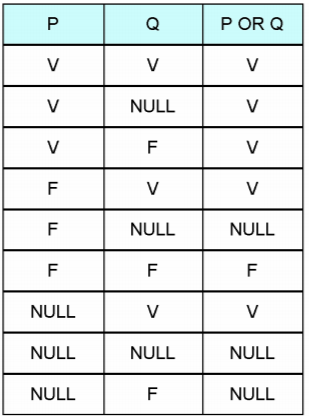 P Q P OR Q
V V V
V NULL V
V F V
F V V
F NULL NULL
F F F
NULL V V
NULL NULL NULL
NULL F NULL